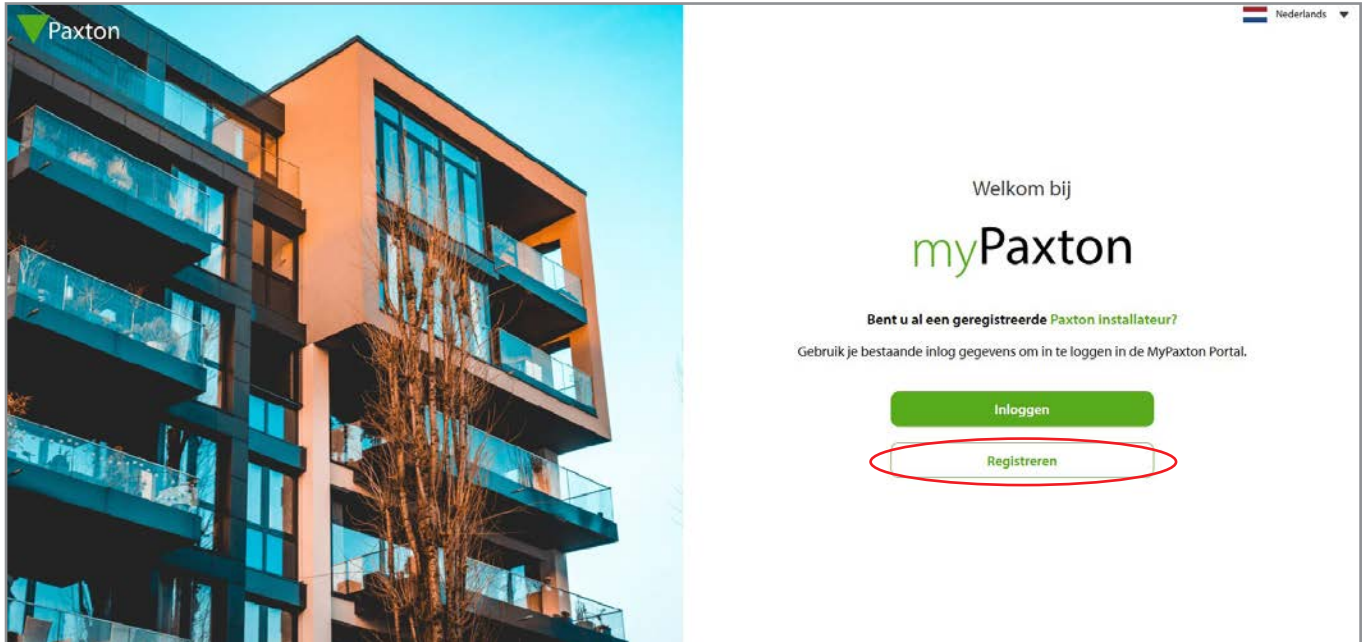 Paxton
Nederlands
Welkom bij
myPaxton
Bent u al een geregistreerde Paxton installateur?
Gebruik je bestaande inlog gegevens om in te loggen in de MyPaxton Portal.
Inloggen
Registreren